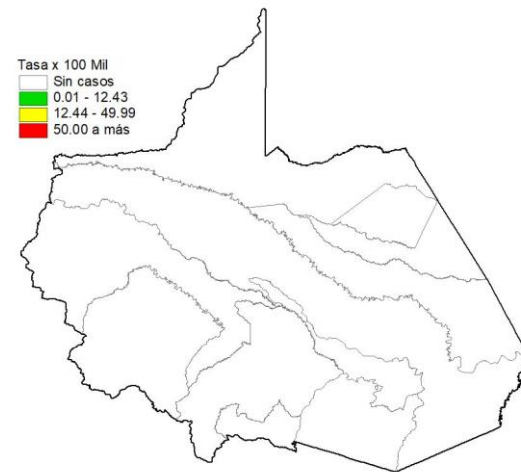 Tasa x 100 Mil
Sin casos
0.01 - 12.43
12.44 - 49.99
50.00 a más